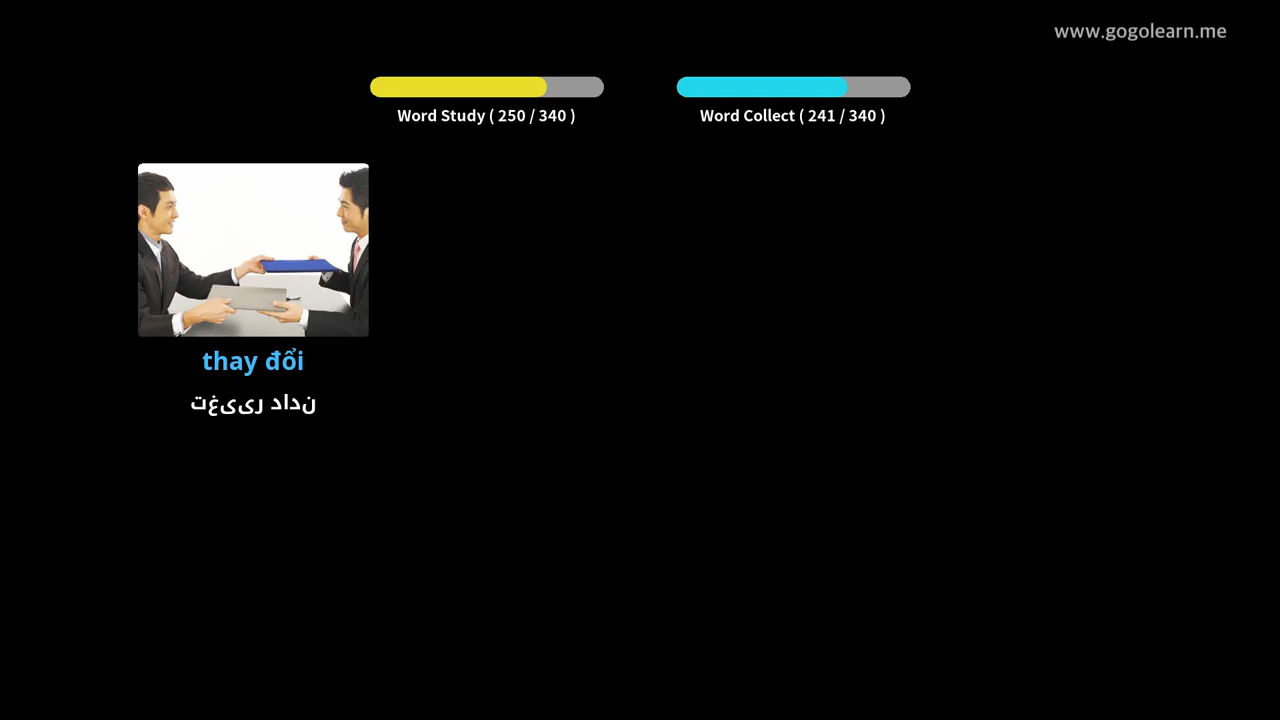 www.gogolearn.me
Word Study ( 250 / 340 )
Word Collect ( 241 / 340 )
thay đổi
تغییر دادن